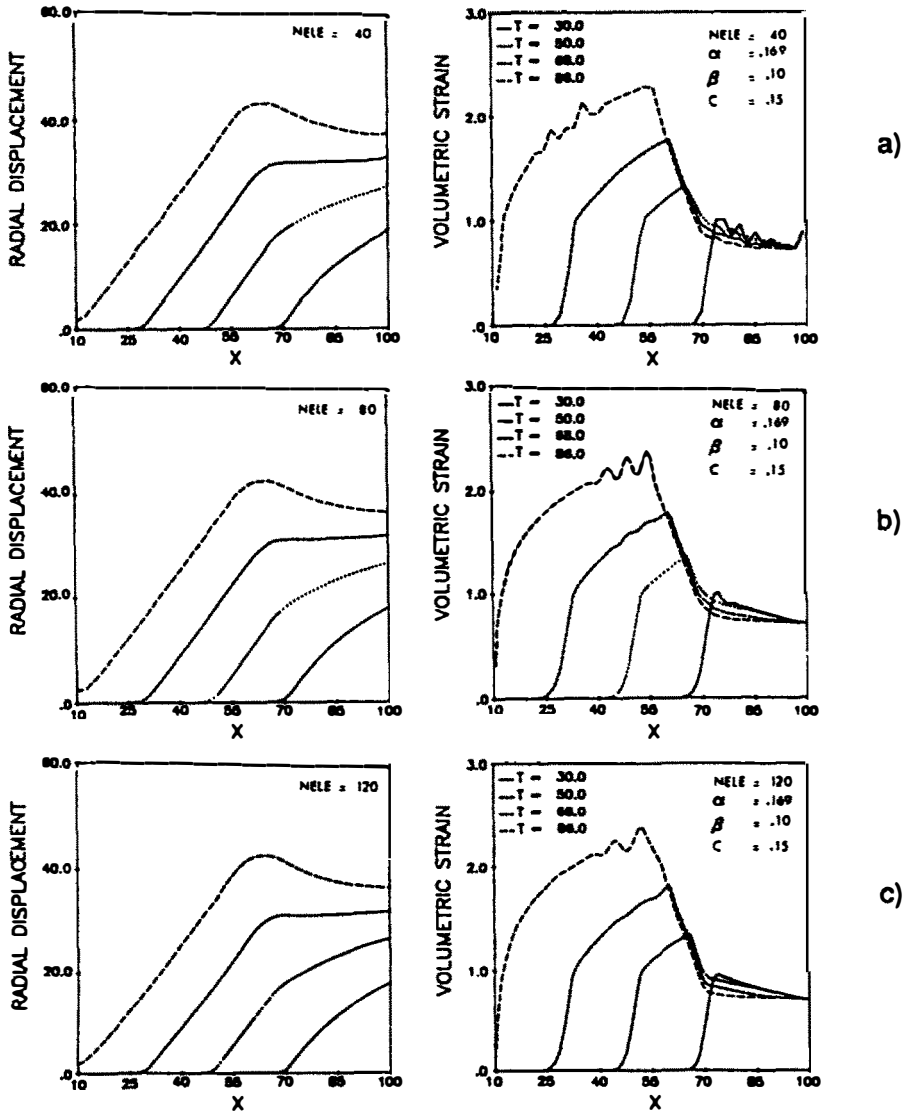 RADIAL DISPLACEMENT
60.0
40.0
20.0
.0
NELE = 40
10 25 40 55 70 85 100
X
VOLUMETRIC STRAIN
3.0
2.0
1.0
.0
T = 30.0
T = 50.0
T = 68.0
T = 86.0
NELE = 40
α = .169
β = .10
C = .15
10 25 40 55 70 85 100
X
a)
RADIAL DISPLACEMENT
60.0
40.0
20.0
.0
NELE = 80
10 25 40 55 70 85 100
X
VOLUMETRIC STRAIN
3.0
2.0
1.0
.0
T = 30.0
T = 50.0
T = 68.0
T = 86.0
NELE = 80
α = .169
β = .10
C = .15
10 25 40 55 70 85 100
X
b)
RADIAL DISPLACEMENT
60.0
40.0
20.0
.0
NELE = 120
10 25 40 55 70 85 100
X
VOLUMETRIC STRAIN
3.0
2.0
1.0
.0
T = 30.0
T = 50.0
T = 68.0
T = 86.0
NELE = 120
α = .169
β = .10
C = .15
10 25 40 55 70 85 100
X
c)